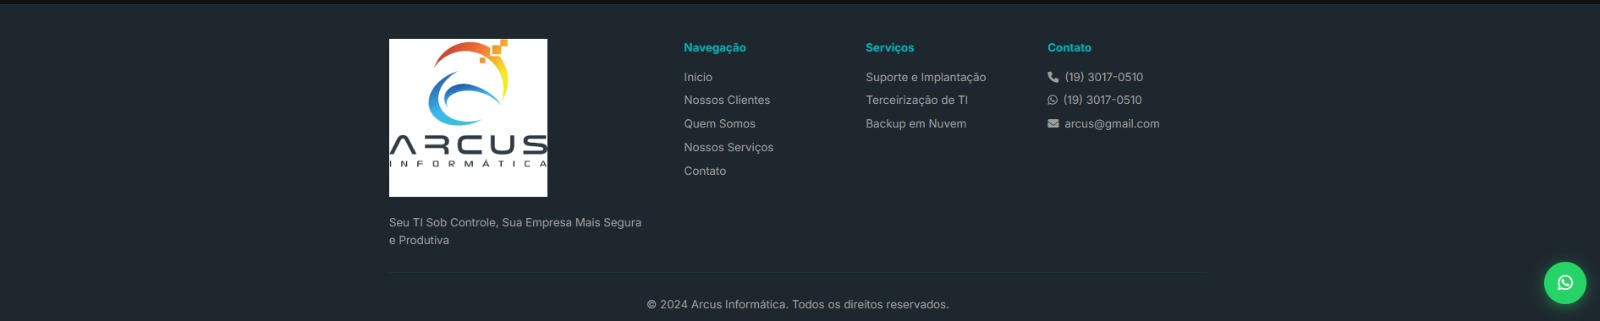 ARCUS
INFORMÁTICA
Seu TI Sob Controle, Sua Empresa Mais Segura
e Produtiva
Navegação
Início
Nossos Clientes
Quem Somos
Nossos Serviços
Contato
Serviços
Suporte e Implantação
Terceirização de TI
Backup em Nuvem
Contato
(19) 3017-0510
(19) 3017-0510
arcus@gmail.com
© 2024 Arcus Informática. Todos os direitos reservados.